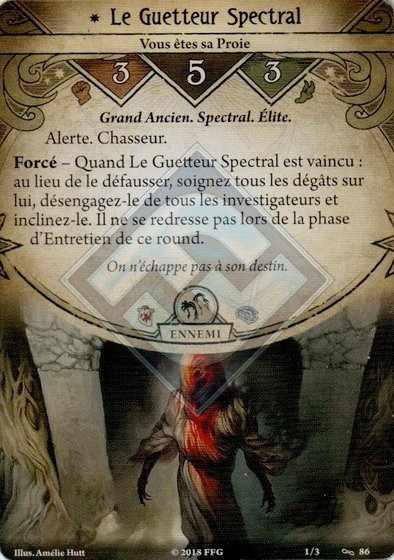 Le Guetteur Spectral
Vous êtes sa Proie
3 5 3
Grand Ancien. Spectral. Élite.
Alerte. Chasseur.
Forcé – Quand Le Guetteur Spectral est vaincu :
au lieu de le défausser, soignez tous les dégâts sur
lui, désengagez-le de tous les investigateurs et
inclinez-le. Il ne se redresse pas lors de la phase
d'Entretien de ce round.
On n'échappe pas à son destin.
ENNEMI
Illus. Amélie Hutt © 2018 FFG 1/3 86